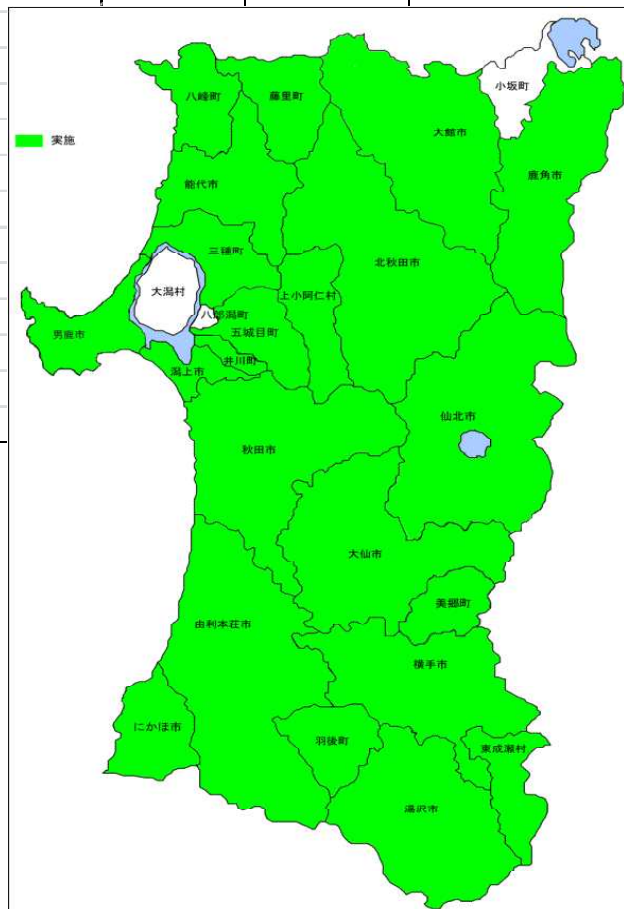 小坂町
八峰町
藤里町
大館市
実施
鹿角市
能代市
三種町
北秋田市
大潟村
上小阿仁村
八郎潟町
五城目町
男鹿市
井川町
潟上市
仙北市
秋田市
大仙市
美郷町
由利本荘市
横手市
にかほ市
羽後町
東成瀬村
湯沢市